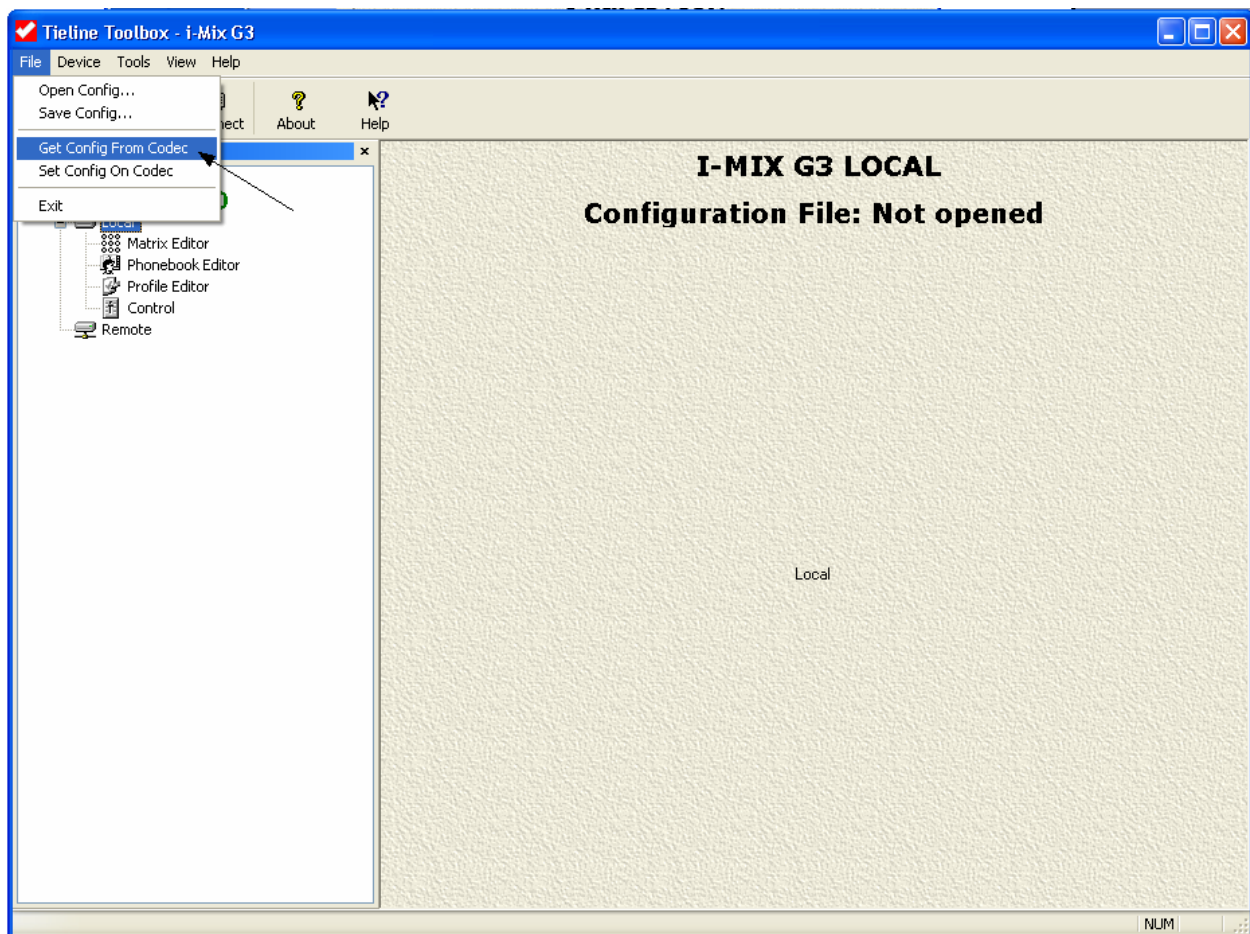 Tieline Toolbox - i-Mix G3
File Device Tools View Help
Open Config...
Save Config...
Get Config From Codec
Set Config On Codec
Exit
About
Help
Local
Matrix Editor
Phonebook Editor
Profile Editor
Control
Remote
I-MIX G3 LOCAL
Configuration File: Not opened
Local
NUM